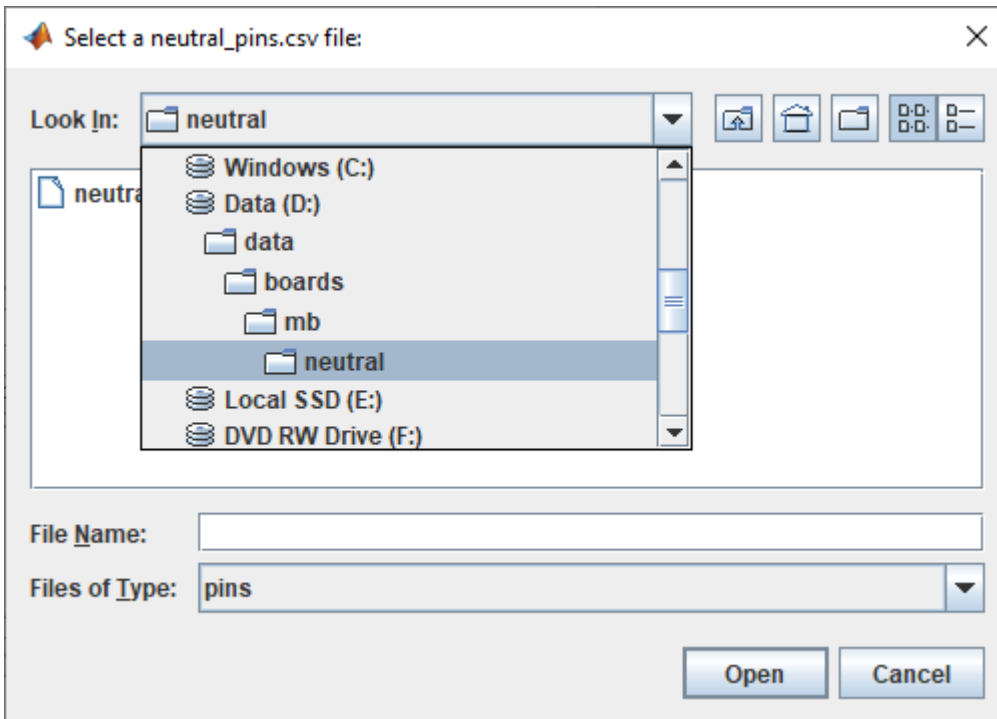 Select a neutral_pins.csv file:
Look In: neutral
Windows (C:)
neutra
Data (D:)
data
boards
mb
neutral
Local SSD (E:)
DVD RW Drive (F:)
File Name:
Files of Type: pins
Open Cancel